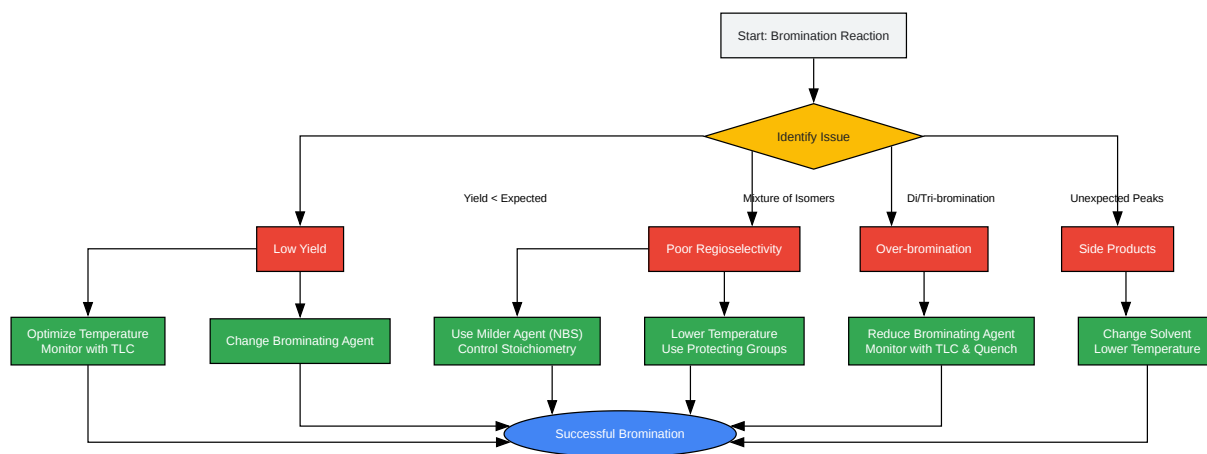 Start: Bromination Reaction
Identify Issue
Yield < Expected
Mixture of Isomers
Di/Tri-bromination
Unexpected Peaks
Low Yield
Poor Regioselectivity
Over-bromination
Side Products
Optimize Temperature
Monitor with TLC
Change Brominating Agent
Use Milder Agent (NBS)
Control Stoichiometry
Lower Temperature
Use Protecting Groups
Reduce Brominating Agent
Monitor with TLC & Quench
Change Solvent
Lower Temperature
Successful Bromination